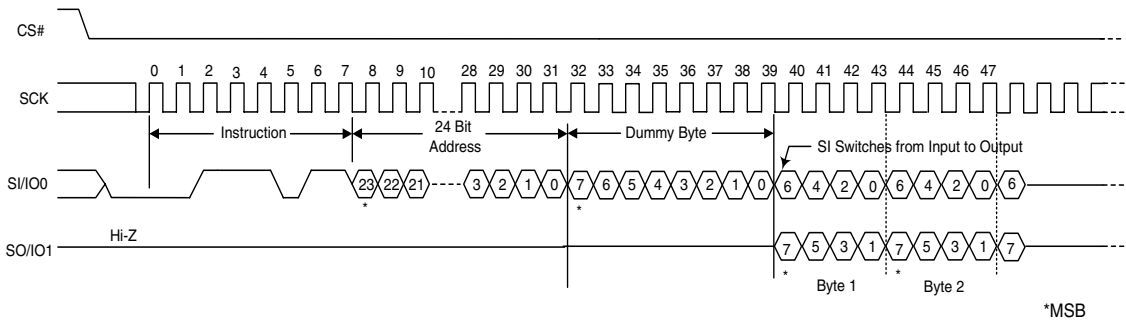 CS#
0 1 2 3 4 5 6 7 8 9 10 28 29 30 31 32 33 34 35 36 37 38 39 40 41 42 43 44 45 46 47
SCK
Instruction
24 Bit
Address
Dummy Byte
SI Switches from Input to Output
SI/IO0
23 22 21 3 2 1 0 7 6 5 4 3 2 1 0 6 4 2 0 6 4 2 0 6
* *
Hi-Z
SO/IO1
7 5 3 1 7 5 3 1 7
* *
Byte 1 Byte 2
*MSB